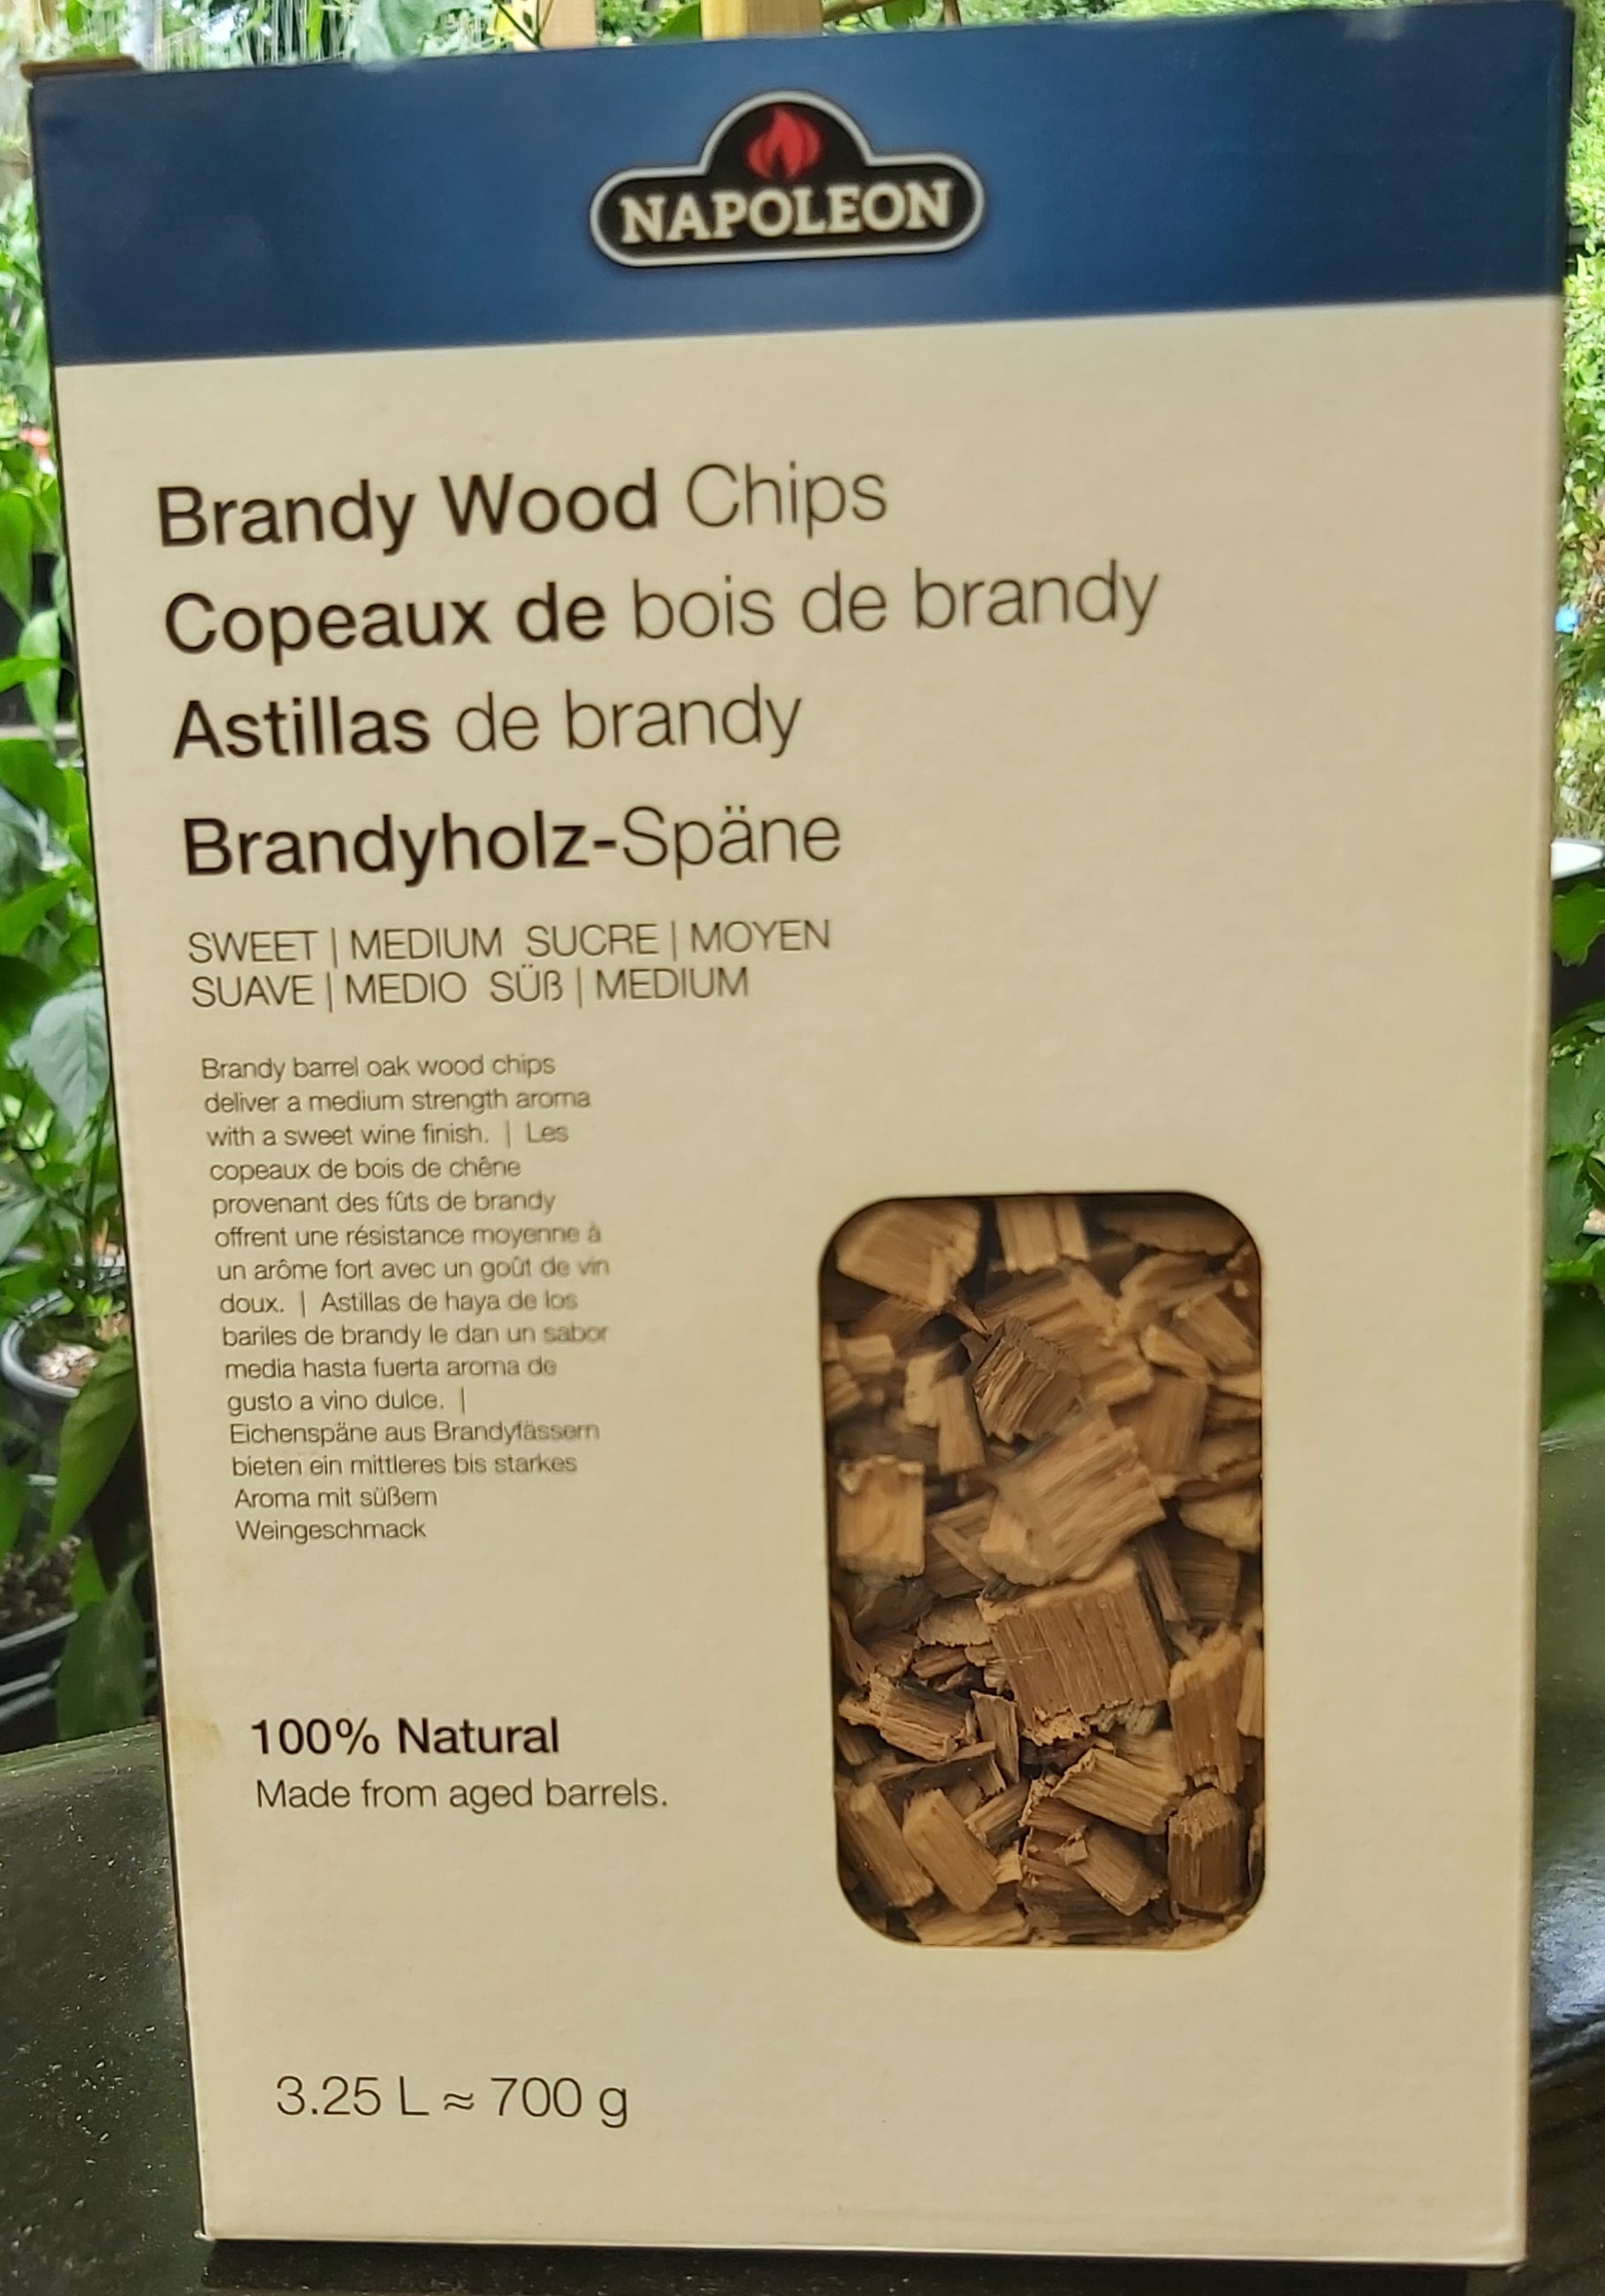 NAPOLEON
Brandy Wood Chips
Copeaux de bois de brandy
Astillas de brandy
Brandyholz-Späne
SWEET | MEDIUM SUCRE | MOYEN
SUAVE | MEDIO SÜß | MEDIUM
Brandy barrel oak wood chips
deliver a medium strength aroma
with a sweet wine finish. | Les
copeaux de bois de chêne
provenant des fûts de brandy
offrent une résistance moyenne à
un arôme fort avec un goût de vin
doux. | Astillas de haya de los
bariles de brandy le dan un sabor
media hasta fuerta aroma de
gusto a vino dulce. |
Eichenspäne aus Brandyfässern
bieten ein mittleres bis starkes
Aroma mit süßem
Weingeschmack
100% Natural
Made from aged barrels.
3.25 L ≈ 700 g